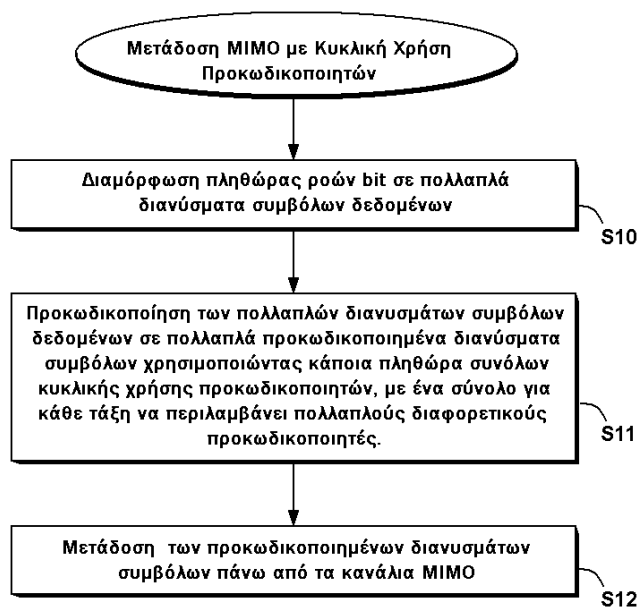 Μετάδοση MIMO με Κυκλική Χρήση
Προκωδικοποιητών
Διαμόρφωση πληθώρας ροών bit σε πολλαπλά
διανύσματα συμβόλων δεδομένων
S10
Προκωδικοποίηση των πολλαπλών διανυσμάτων συμβόλων
δεδομένων σε πολλαπλά προκωδικοποιημένα διανύσματα
συμβόλων χρησιμοποιώντας κάποια πληθώρα συνόλων
κυκλικής χρήσης προκωδικοποιητών, με ένα σύνολο για
κάθε τάξη να περιλαμβάνει πολλαπλούς διαφορετικούς
προκωδικοποιητές.
S11
Μετάδοση των προκωδικοποιημένων διανυσμάτων
συμβόλων πάνω από τα κανάλια MIMO
S12